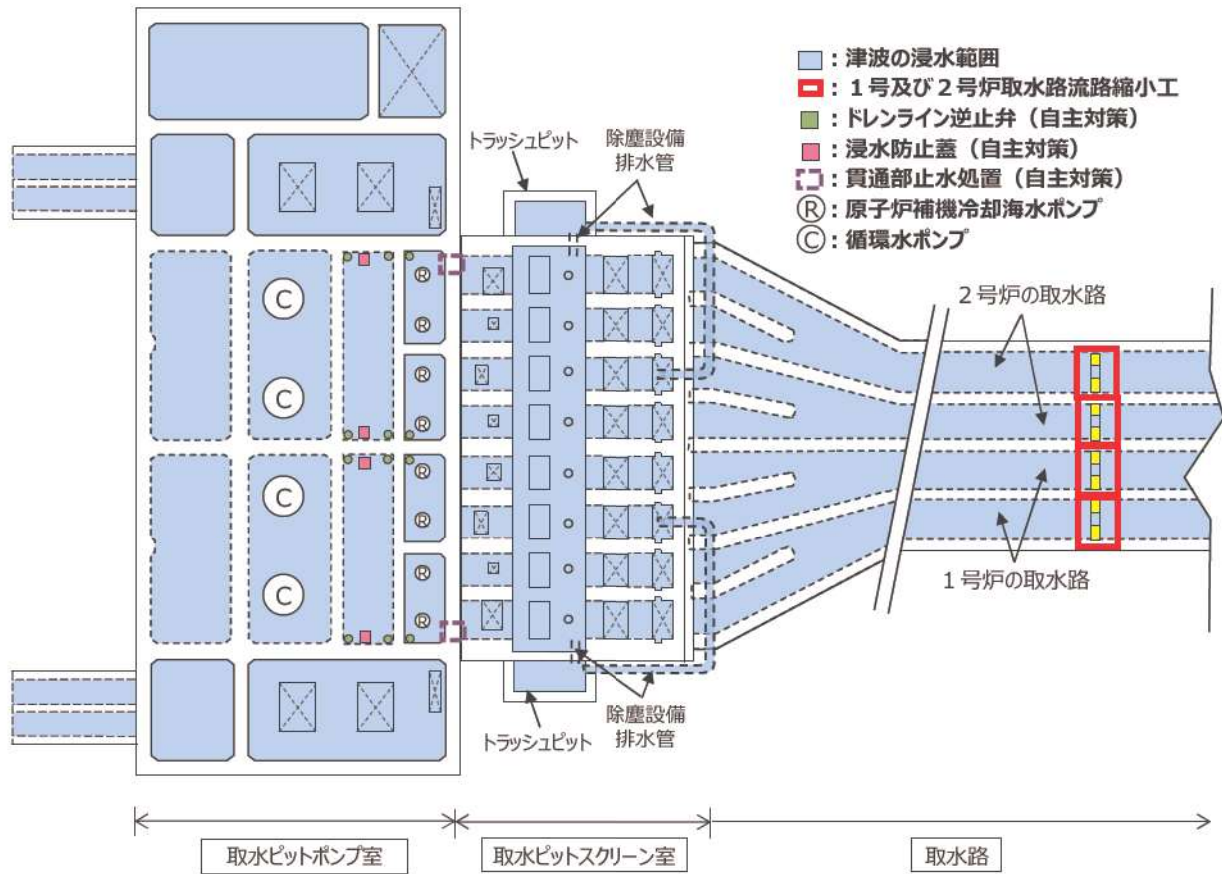 ：津波の浸水範囲
：１号及び２号炉取水路流路縮小工
：ドレンライン逆止弁（自主対策）
：浸水防止蓋（自主対策）
：貫通部止水処置（自主対策）
Ⓡ：原子炉補機冷却海水ポンプ
Ⓒ：循環水ポンプ
トラッシュピット
除塵設備
排水管
２号炉の取水路
Ⓡ
Ⓡ
Ⓒ
Ⓡ
Ⓒ
Ⓡ
Ⓡ
Ⓒ
Ⓡ
Ⓡ
Ⓒ
Ⓡ
１号炉の取水路
トラッシュピット
除塵設備
排水管
取水ピットポンプ室
取水ピットスクリーン室
取水路